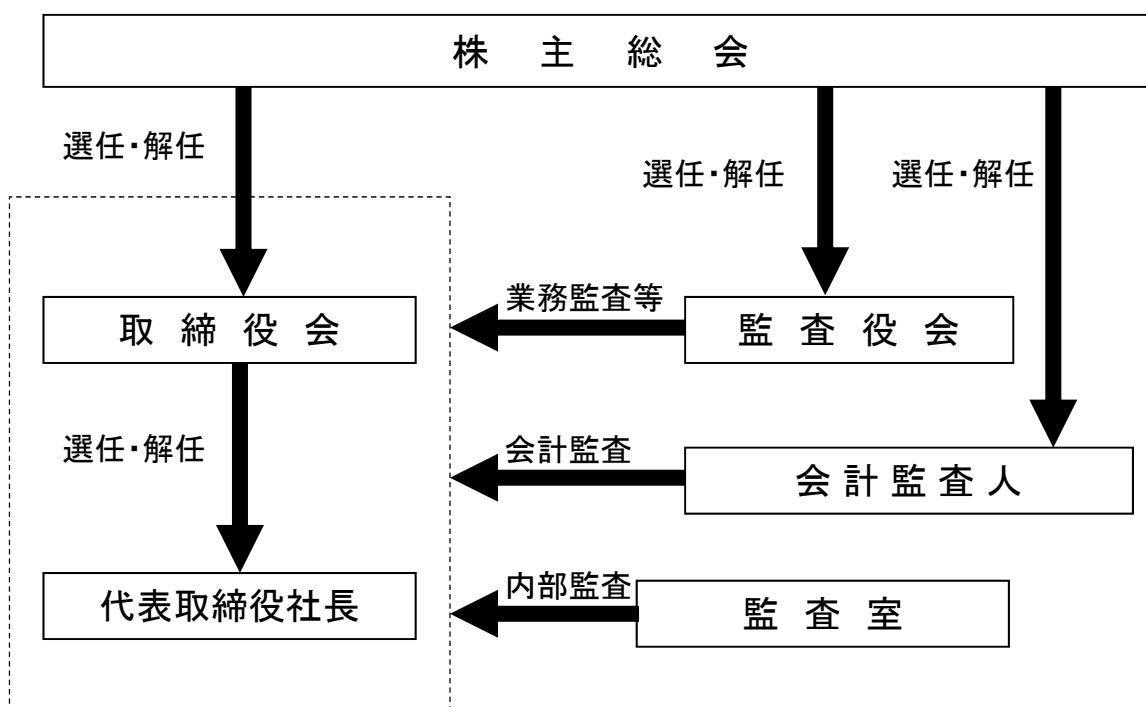 株主総会
選任・解任
選任・解任
選任・解任
業務監査等
取締役会
監査役会
選任・解任
会計監査
会計監査人
内部監査
代表取締役社長
監査室